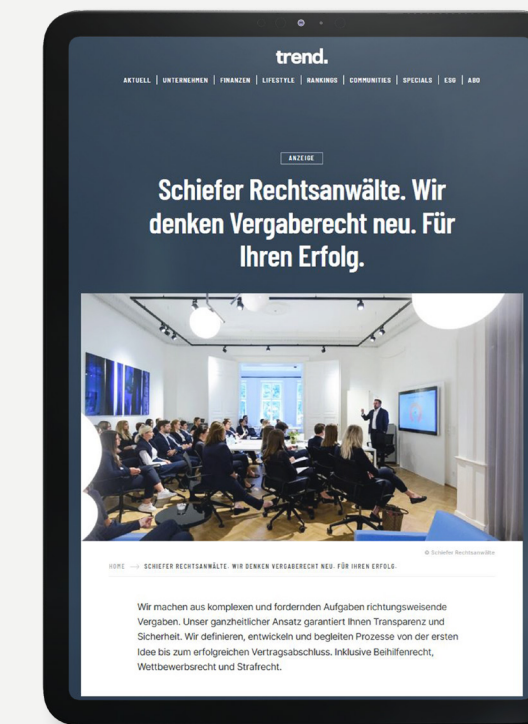 trend.
AKTUELL | UNTERNEHMEN | FINANZEN | LIFESTYLE | RANKINGS | COMMUNITIES | SPECIALS | ESG | ABO
ANZEIGE
Schiefer Rechtsanwälte. Wir
denken Vergaberecht neu. Für
Ihren Erfolg.
© Schiefer Rechtsanwälte
HOME → SCHIEFER RECHTSANWÄLTE. WIR DENKEN VERGABERECHT NEU. FÜR IHREN ERFOLG.
Wir machen aus komplexen und fordernden Aufgaben richtungsweisende
Vergaben. Unser ganzheitlicher Ansatz garantiert Ihnen Transparenz und
Sicherheit. Wir definieren, entwickeln und begleiten Prozesse von der ersten
Idee bis zum erfolgreichen Vertragsabschluss. Inklusive Beihilfenrecht,
Wettbewerbsrecht und Strafrecht.